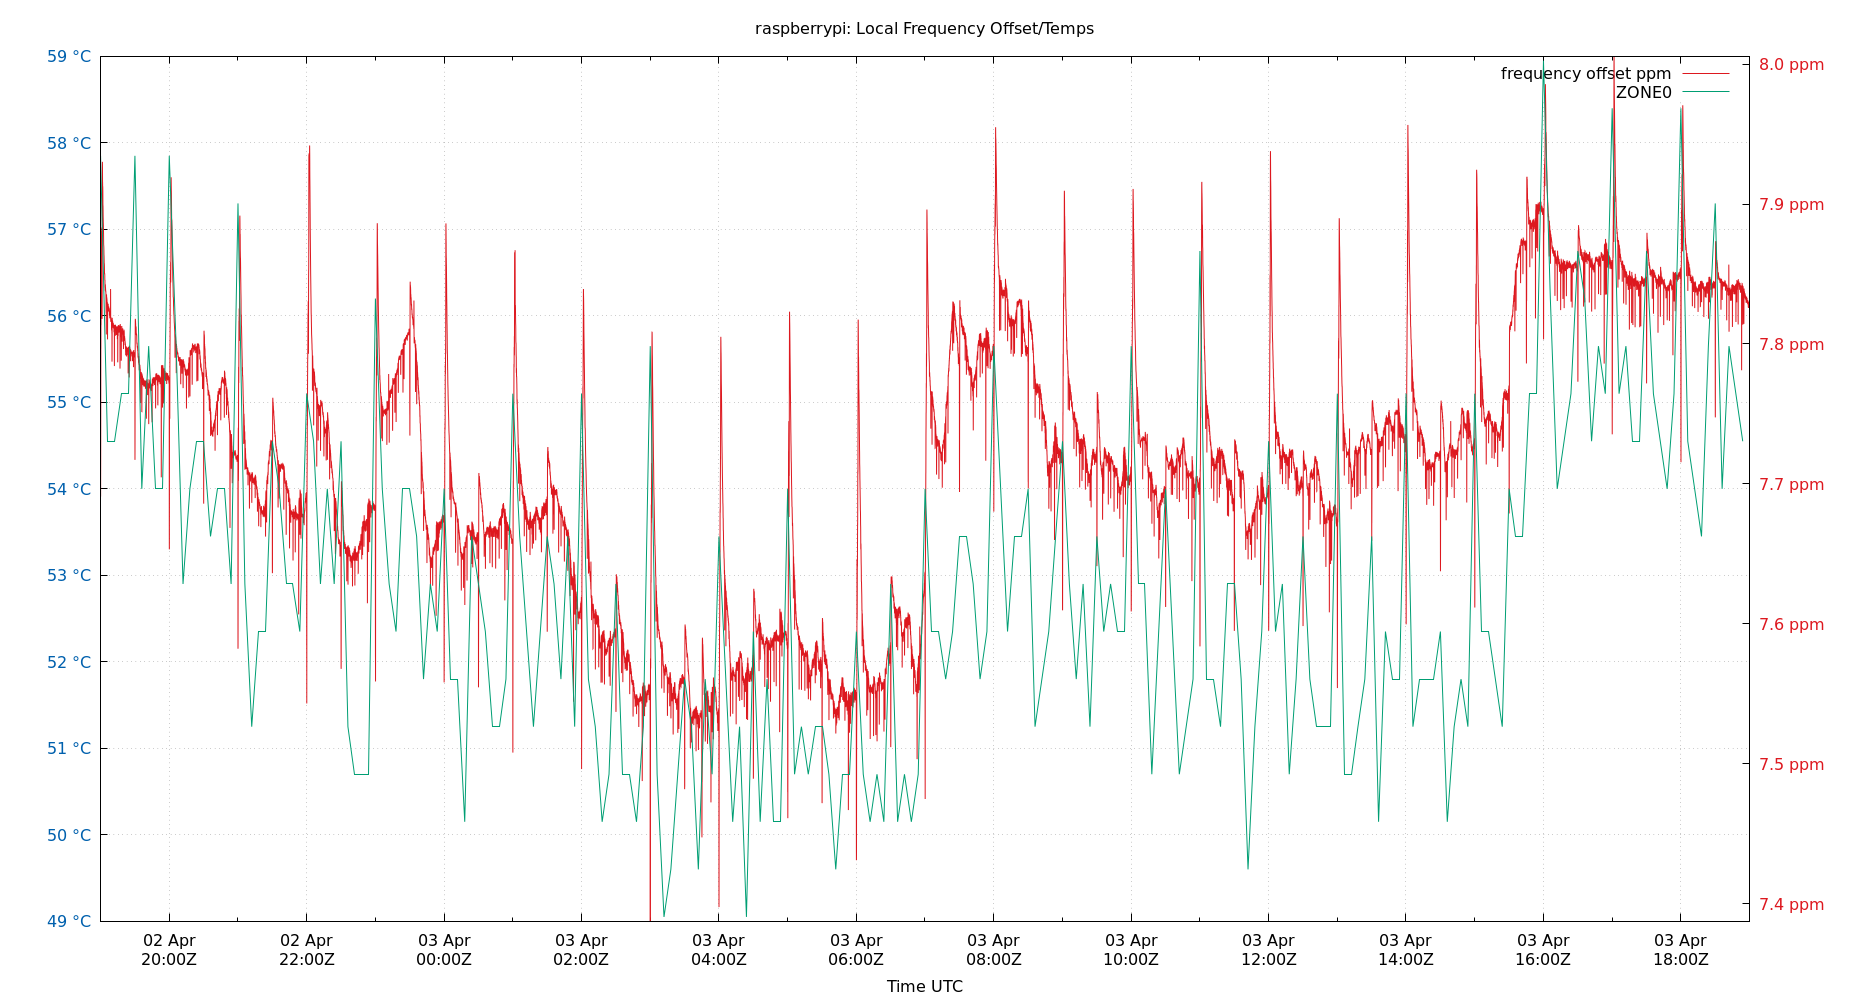 raspberrypi: Local Frequency Offset/Temps
59 °C
58 °C
57 °C
56 °C
55 °C
54 °C
53 °C
52 °C
51 °C
50 °C
49 °C
frequency offset ppm
ZONE0
8.0 ppm
7.9 ppm
7.8 ppm
7.7 ppm
7.6 ppm
7.5 ppm
7.4 ppm
02 Apr
20:00Z
02 Apr
22:00Z
03 Apr
00:00Z
03 Apr
02:00Z
03 Apr
04:00Z
03 Apr
06:00Z
03 Apr
08:00Z
03 Apr
10:00Z
03 Apr
12:00Z
03 Apr
14:00Z
03 Apr
16:00Z
03 Apr
18:00Z
Time UTC